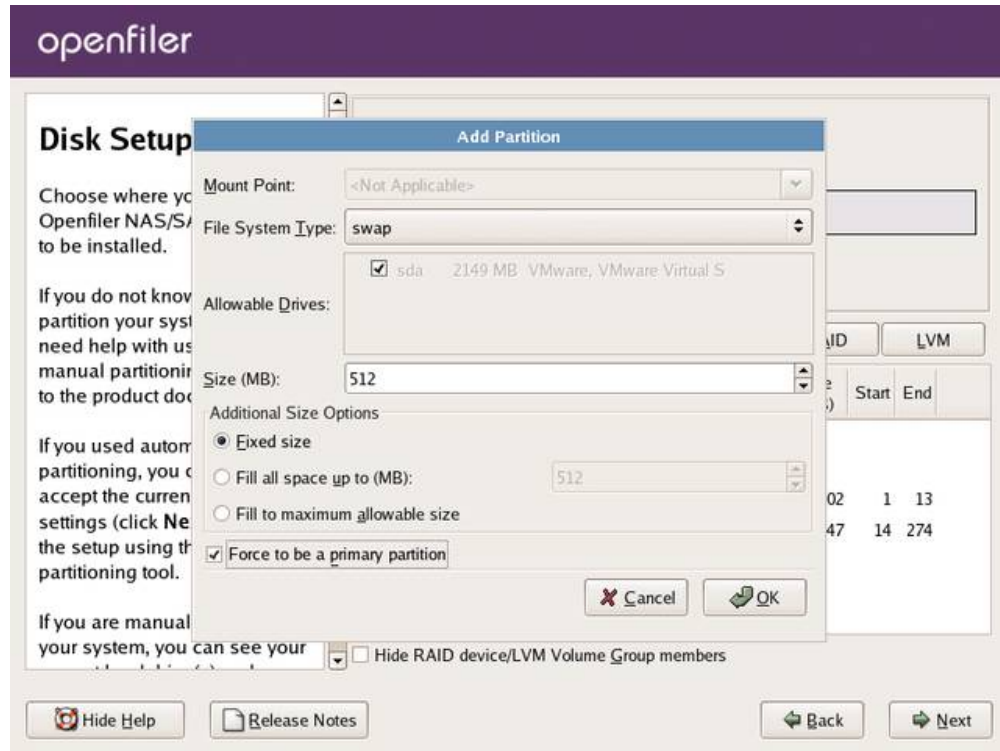 openfiler
Disk Setup
Choose where yo
Openfiler NAS/SA
to be installed.
If you do not know
partition your syst
need help with us
manual partitionin
to the product doc
If you used autom
partitioning, you c
accept the curren
settings (click Ne
the setup using th
partitioning tool.
If you are manual
your system, you can see your
Add Partition
Mount Point: <Not Applicable>
File System Type: swap
Allowable Drives: sda 2149 MB VMware, VMware Virtual S
Size (MB): 512
Additional Size Options
Fixed size
Fill all space up to (MB): 512
Fill to maximum allowable size
Force to be a primary partition
Cancel OK
AID LVM
Start End
02 1 13
47 14 274
Hide RAID device/LVM Volume Group members
Hide Help Release Notes Back Next